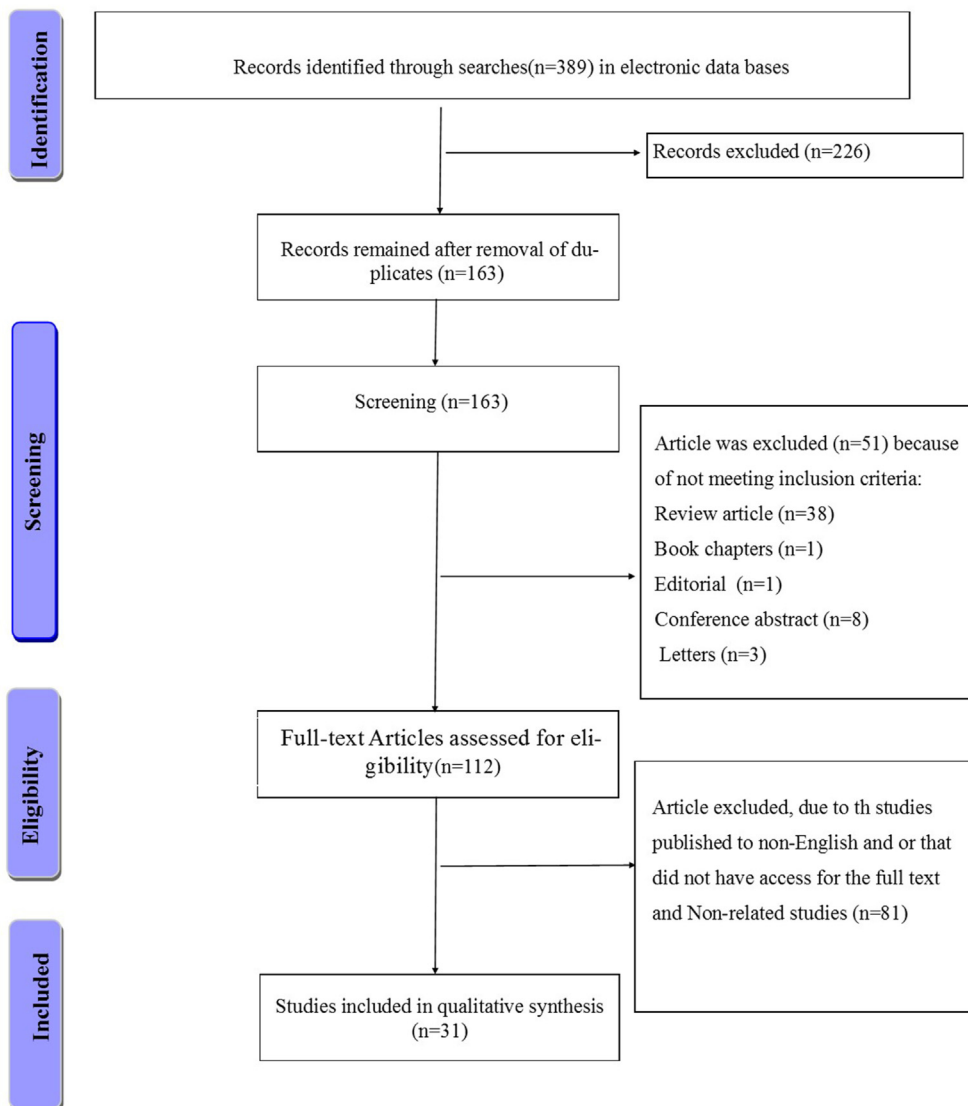 Identification
Records identified through searches(n=389) in electronic data bases
Records excluded (n=226)
Records remained after removal of du-
plicates (n=163)
Screening
Screening (n=163)
Article was excluded (n=51) because
of not meeting inclusion criteria:
Review article (n=38)
Book chapters (n=1)
Editorial (n=1)
Conference abstract (n=8)
Letters (n=3)
Eligibility
Full-text Articles assessed for eli-
gibility(n=112)
Article excluded, due to th studies
published to non-English and or that
did not have access for the full text
and Non-related studies (n=81)
Included
Studies included in qualitative synthesis
(n=31)